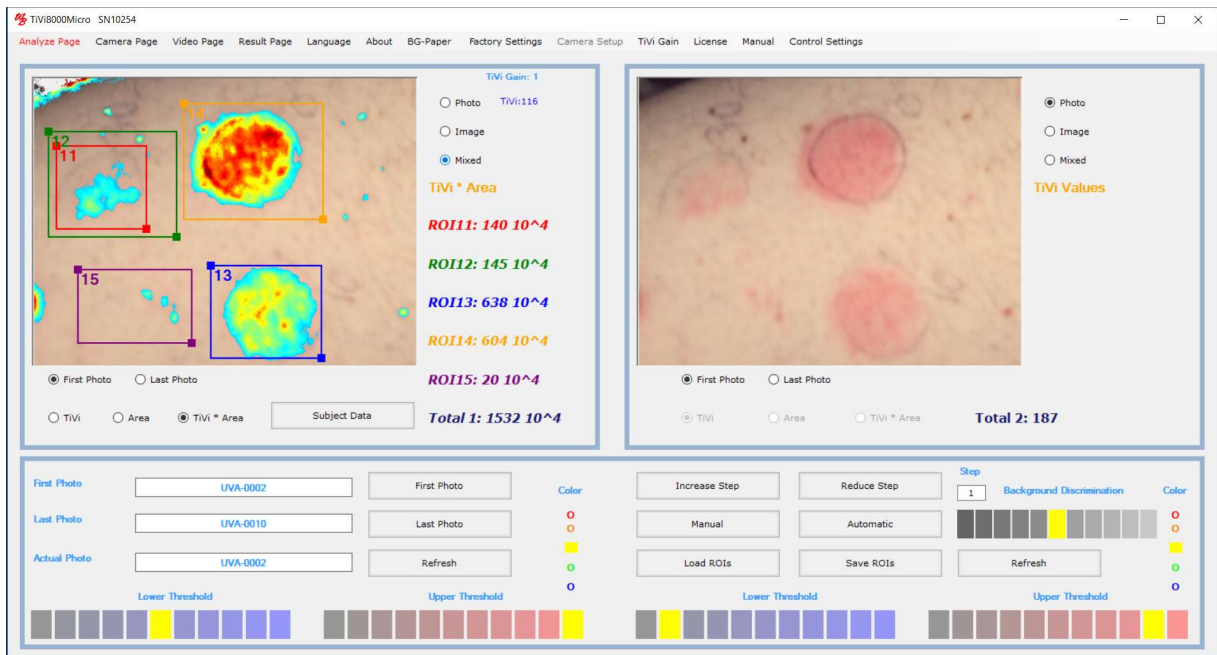 TiVi8000Micro SN10254
Analyze Page Camera Page Video Page Result Page Language About BG-Paper Factory Settings Camera Setup TiVi Gain License Manual Control Settings
TiVi Gain: 1
Photo TiVi:116
Image
Mixed
TiVi * Area
ROI11: 140 10^4
ROI12: 145 10^4
ROI13: 638 10^4
ROI14: 604 10^4
ROI15: 20 10^4
Total 1: 1532 10^4
14
12
11
15
13
First Photo Last Photo
TiVi Area TiVi * Area Subject Data
Photo
Image
Mixed
TiVi Values
First Photo Last Photo
TiVi Area TiVi * Area Total 2: 187
First Photo UVA-0002 First Photo
Last Photo UVA-0010 Last Photo
Actual Photo UVA-0002 Refresh
Color
Lower Threshold Upper Threshold
Increase Step Reduce Step
Manual Automatic
Load ROIs Save ROIs Refresh
Step
1 Background Discrimination Color
Lower Threshold Upper Threshold